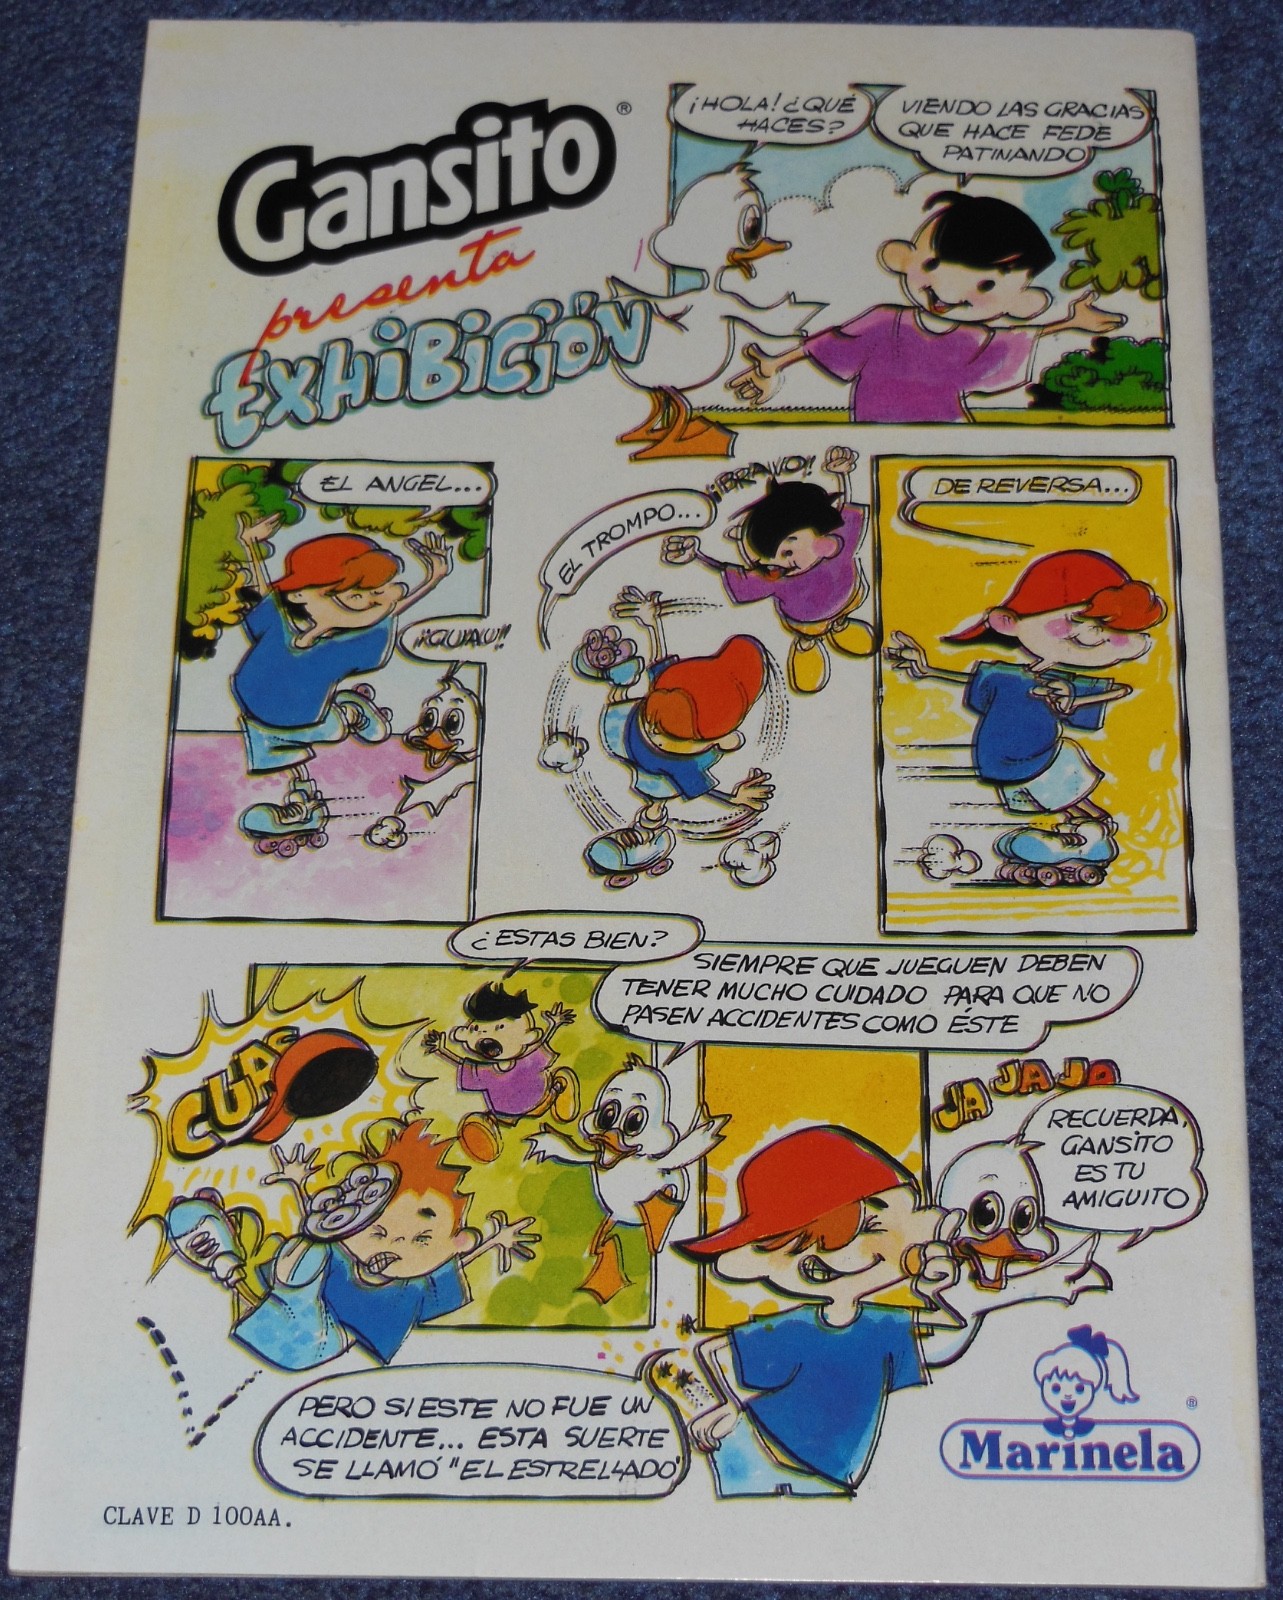 Gansito®
presenta
EXHIBICIÓN
¡HOLA! ¿QUÉ
HACES?
VIENDO LAS GRACIAS
QUE HACE FEDE
PATINANDO
EL ANGEL...
¡¡GUAU!!
EL TROMPO...
¡BRAVO!
DE REVERSA...
¿ESTAS BIEN?
SIEMPRE QUE JUEGUEN DEBEN
TENER MUCHO CUIDADO PARA QUE NO
PASEN ACCIDENTES COMO ÉSTE
CUAS
JA JA JO
RECUERDA,
GANSITO
ES TU
AMIGUITO
PERO SI ESTE NO FUE UN
ACCIDENTE... ESTA SUERTE
SE LLAMÓ "EL ESTRELLADO"
Marinela®
CLAVE D 100AA.